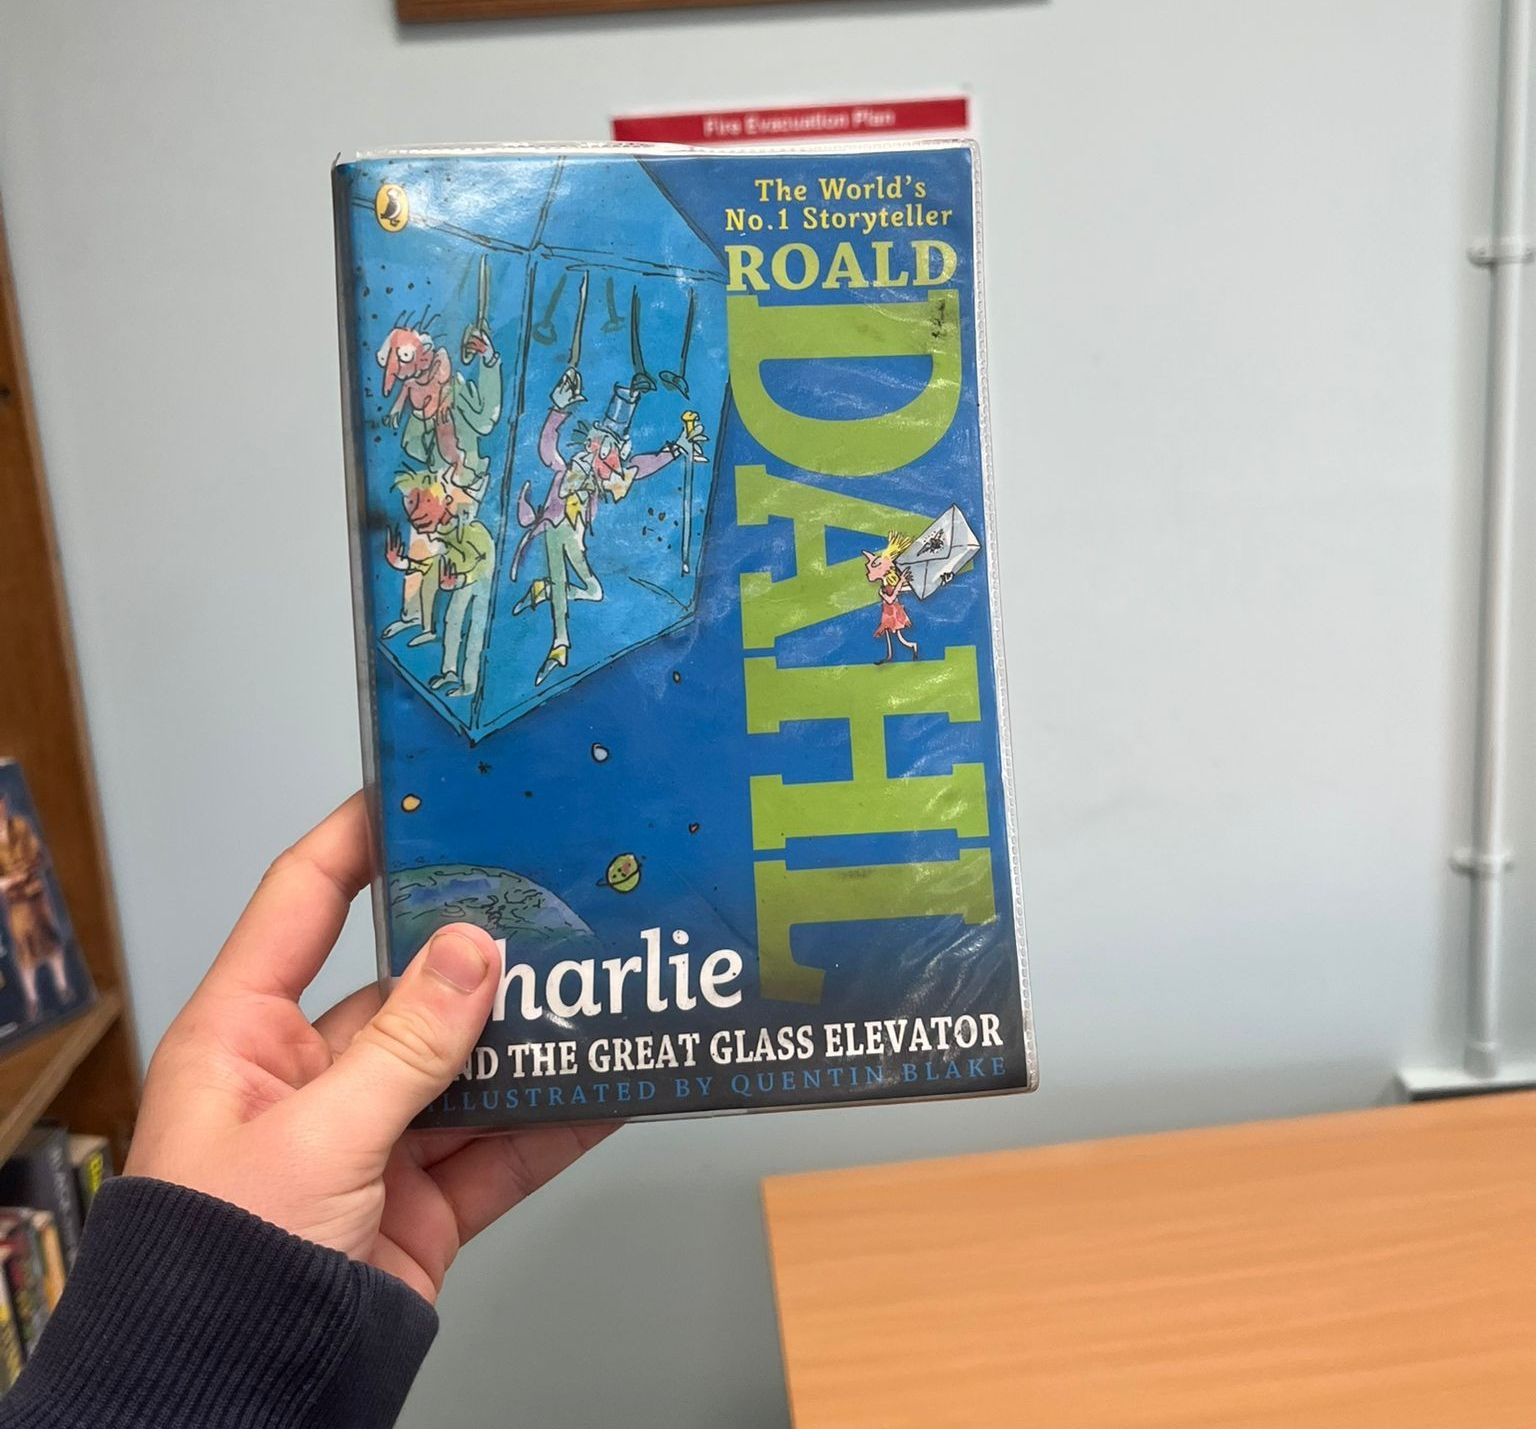 Fire Evacuation Plan
The World's
No.1 Storyteller
ROALD
DAHL
harlie
ND THE GREAT GLASS ELEVATOR
ILLUSTRATED BY QUENTIN BLAKE